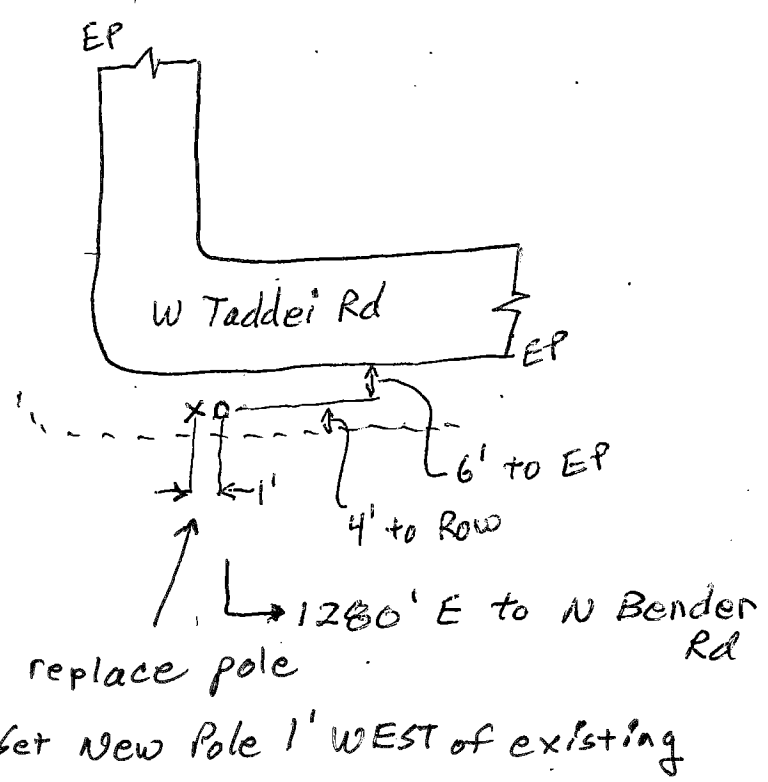 EP
W Taddei Rd
EP
X O
1'
6' to EP
4' to Row
1280' E to N Bender
Rd
replace pole
Set New Pole 1' WEST of existing